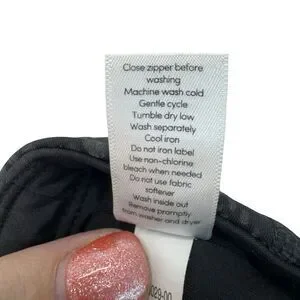 Close zipper before
washing
Machine wash cold
Gentle cycle
Tumble dry low
Wash separately
Cool iron
Do not iron label
Use non-chlorine
bleach when needed
Do not use fabric
softener
Wash inside out
Remove promptly
from washer and dryer